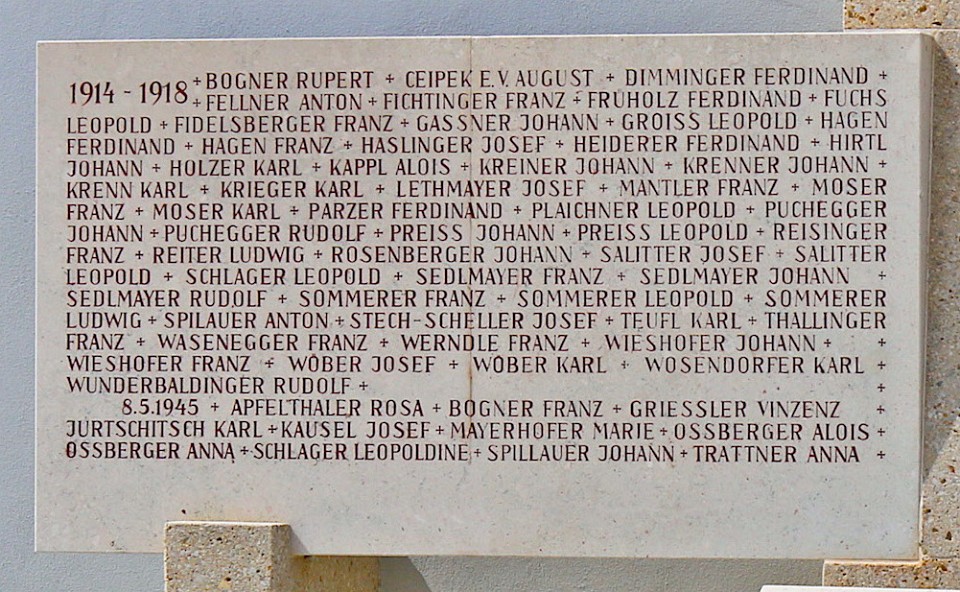 1914 - 1918 + BOGNER RUPERT + CEIPEK E.V. AUGUST + DIMMINGER FERDINAND +
+ FELLNER ANTON + FICHTINGER FRANZ + FRÜHOLZ FERDINAND + FUCHS
LEOPOLD + FIDELSBERGER FRANZ + GASSNER JOHANN + GROISS LEOPOLD + HAGEN
FERDINAND + HAGEN FRANZ + HASLINGER JOSEF + HEIDERER FERDINAND + HIRTL
JOHANN + HOLZER KARL + KAPPL ALOIS + KREINER JOHANN + KRENNER JOHANN +
KRENN KARL + KRIEGER KARL + LETHMAYER JOSEF + MANTLER FRANZ + MOSER
FRANZ + MOSER KARL + PARZER FERDINAND + PLAICHNER LEOPOLD + PUCHEGGER
JOHANN + PUCHEGGER RUDOLF + PREISS JOHANN + PREISS LEOPOLD + REISINGER
FRANZ + REITER LUDWIG + ROSENBERGER JOHANN + SALITTER JOSEF + SALITTER
LEOPOLD + SCHLAGER LEOPOLD + SEDLMAYER FRANZ + SEDLMAYER JOHANN +
SEDLMAYER RUDOLF + SOMMERER FRANZ + SOMMERER LEOPOLD + SOMMERER
LUDWIG + SPILAUER ANTON + STECH-SCHELLER JOSEF + TEUFL KARL + THALLINGER
FRANZ + WASENEGGER FRANZ + WERNDLE FRANZ + WIESHOFER JOHANN + +
WIESHOFER FRANZ + WÖBER JOSEF + WÖBER KARL + WOSENDORFER KARL +
WUNDERBALDINGER RUDOLF + +
8.5.1945 + APFELTHALER ROSA + BOGNER FRANZ + GRIESSLER VINZENZ +
JURTSCHITSCH KARL + KAUSEL JOSEF + MAYERHOFER MARIE + OSSBERGER ALOIS +
OSSBERGER ANNA + SCHLAGER LEOPOLDINE + SPILLAUER JOHANN + TRATTNER ANNA +